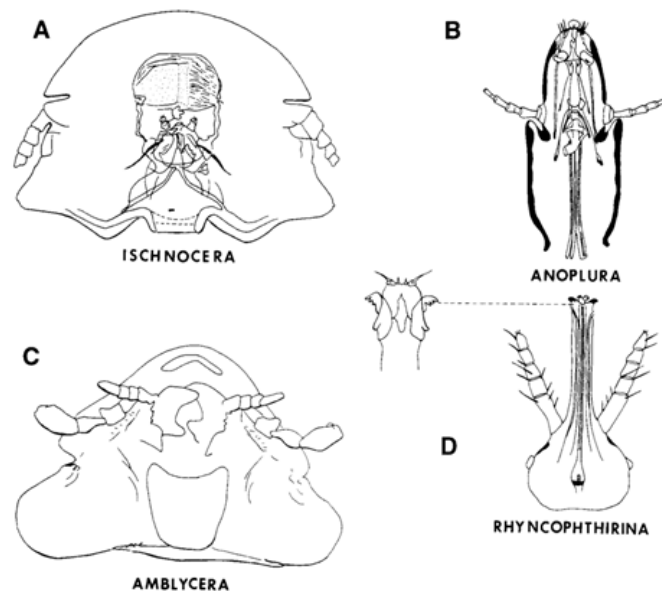 A
B
ISCHNOCERA
ANOPLURA
C
D
RHYNCOPHTHIRINA
AMBLYCERA